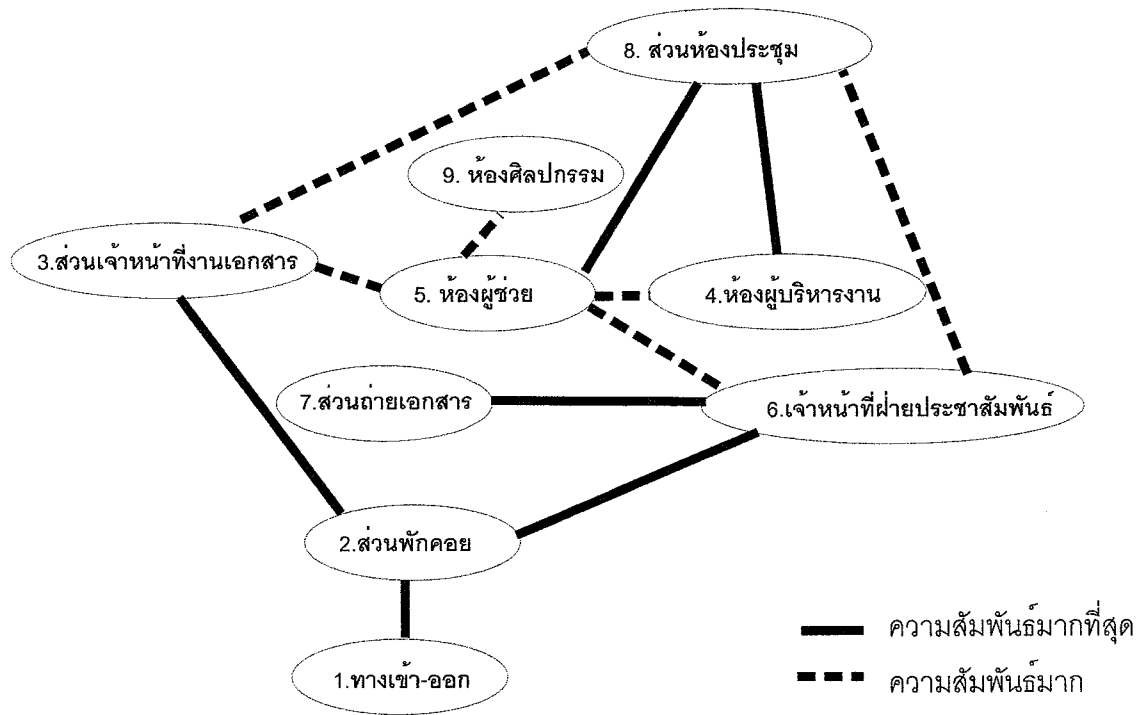 8. ส่วนห้องประชุม
9. ห้องศิลปกรรม
3.ส่วนเจ้าหน้าที่งานเอกสาร
5. ห้องผู้ช่วย
4.ห้องผู้บริหารงาน
7.ส่วนถ่ายเอกสาร
6.เจ้าหน้าที่ฝ่ายประชาสัมพันธ์
2.ส่วนพักคอย
1.ทางเข้า-ออก
ความสัมพันธ์มากที่สุด
ความสัมพันธ์มาก